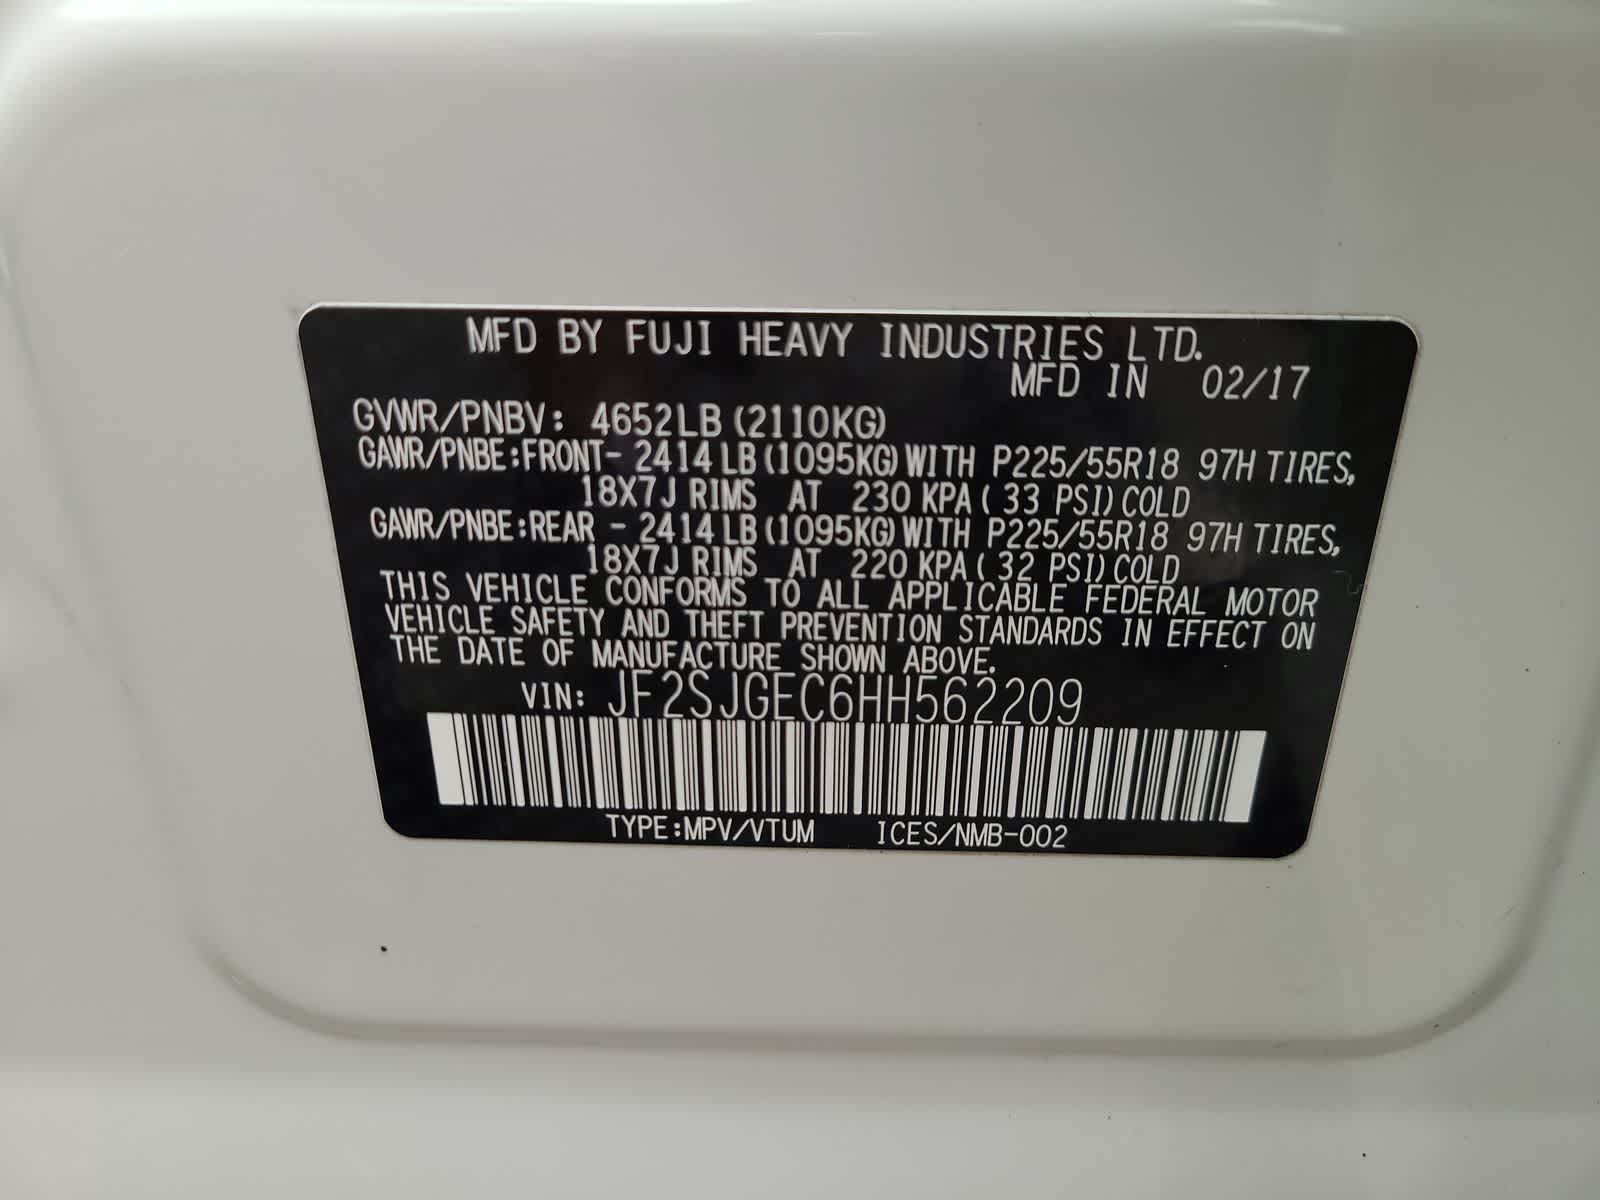 MFD BY FUJI HEAVY INDUSTRIES LTD.
MFD IN 02/17
GVWR/PNBV: 4652LB (2110KG)
GAWR/PNBE:FRONT- 2414 LB (1095KG) WITH P225/55R18 97H TIRES,
18X7J RIMS AT 230 KPA ( 33 PSI) COLD
GAWR/PNBE:REAR - 2414 LB (1095KG) WITH P225/55R18 97H TIRES,
18X7J RIMS AT 220 KPA ( 32 PSI) COLD
THIS VEHICLE CONFORMS TO ALL APPLICABLE FEDERAL MOTOR
VEHICLE SAFETY AND THEFT PREVENTION STANDARDS IN EFFECT ON
THE DATE OF MANUFACTURE SHOWN ABOVE.
VIN: JF2SJGEC6HH562209
TYPE:MPV/VTUM ICES/NMB-002